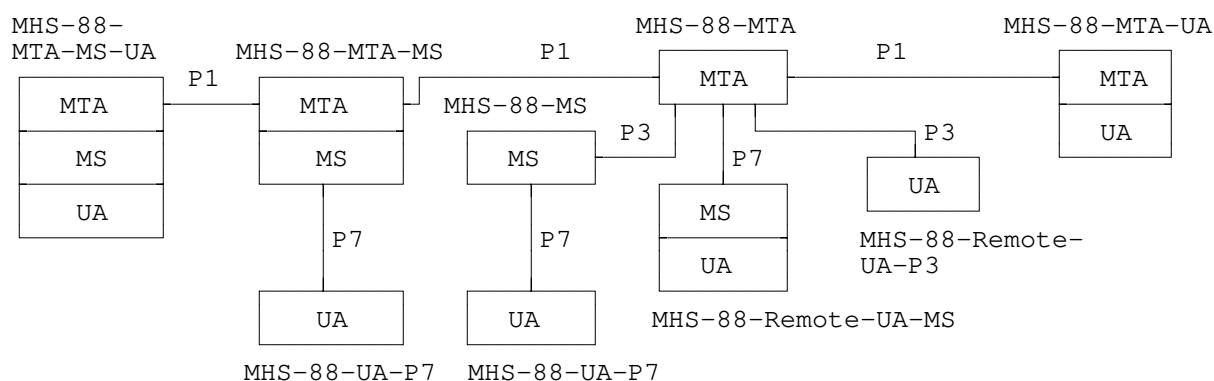 MHS-88-
MTA-MS-UA
P1
MTA
MS
UA
MHS-88-MTA-MS
MTA
MS
P7
UA
MHS-88-UA-P7
P1
MHS-88-MS
MS
P3
P7
UA
MHS-88-UA-P7
MHS-88-MTA
MTA
P7
MS
UA
MHS-88-Remote-UA-MS
P1
P3
UA
MHS-88-Remote-
UA-P3
MHS-88-MTA-UA
MTA
UA